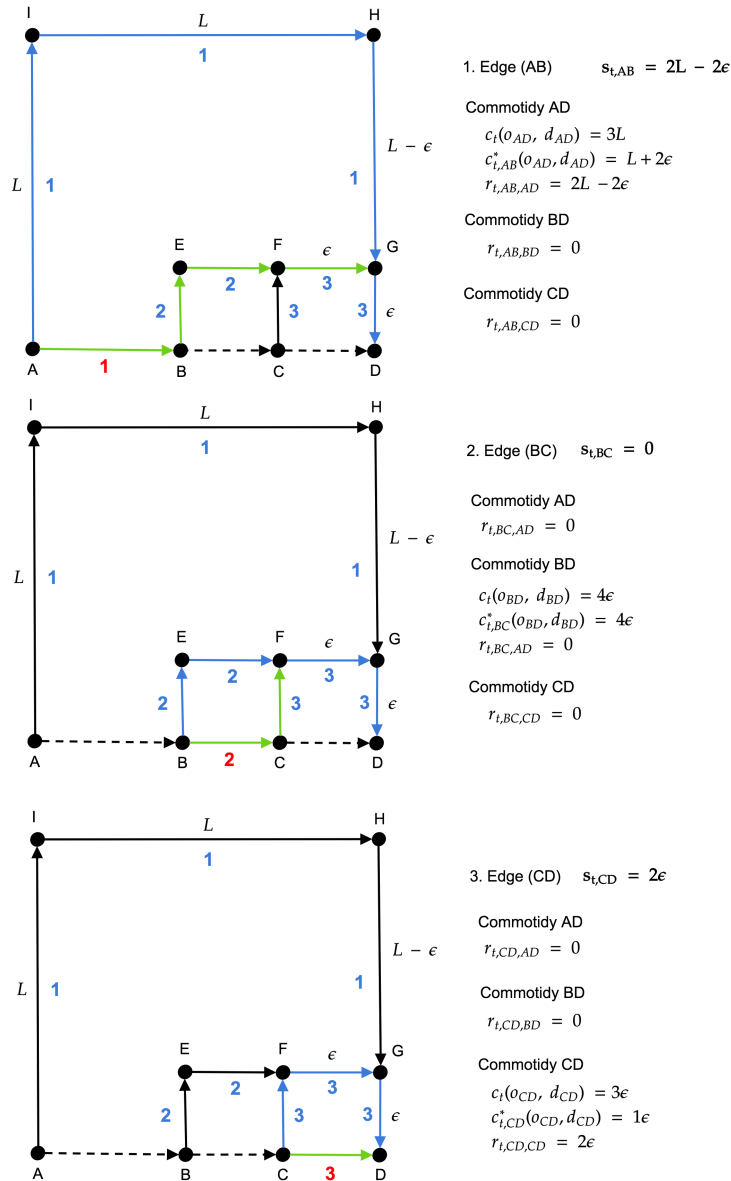 I
L
H
1
1. Edge (AB) s_{t,AB} = 2L − 2ϵ
Commotidy AD
c_t(o_{AD}, d_{AD}) = 3L
L − ϵ
c^*_{t,AB}(o_{AD}, d_{AD}) = L + 2ϵ
L 1
1
r_{t,AB,AD} = 2L − 2ϵ
Commotidy BD
E F ϵ G
r_{t,AB,BD} = 0
2 3
Commotidy CD
2 3 3 ϵ
r_{t,AB,CD} = 0
A 1 B C D
I
L
H
1
2. Edge (BC) s_{t,BC} = 0
Commotidy AD
r_{t,BC,AD} = 0
L − ϵ
Commotidy BD
L 1
1
c_t(o_{BD}, d_{BD}) = 4ϵ
c^*_{t,BC}(o_{BD}, d_{BD}) = 4ϵ
E F ϵ G
r_{t,BC,AD} = 0
2 3
Commotidy CD
2 3 3 ϵ
r_{t,BC,CD} = 0
A B 2 C D
I
L
H
1
3. Edge (CD) s_{t,CD} = 2ϵ
Commotidy AD
r_{t,CD,AD} = 0
L − ϵ
L 1
1
Commotidy BD
r_{t,CD,BD} = 0
E F ϵ G
Commotidy CD
2 3
c_t(o_{CD}, d_{CD}) = 3ϵ
2 3 3 ϵ
c^*_{t,CD}(o_{CD}, d_{CD}) = 1ϵ
r_{t,CD,CD} = 2ϵ
A B C 3 D